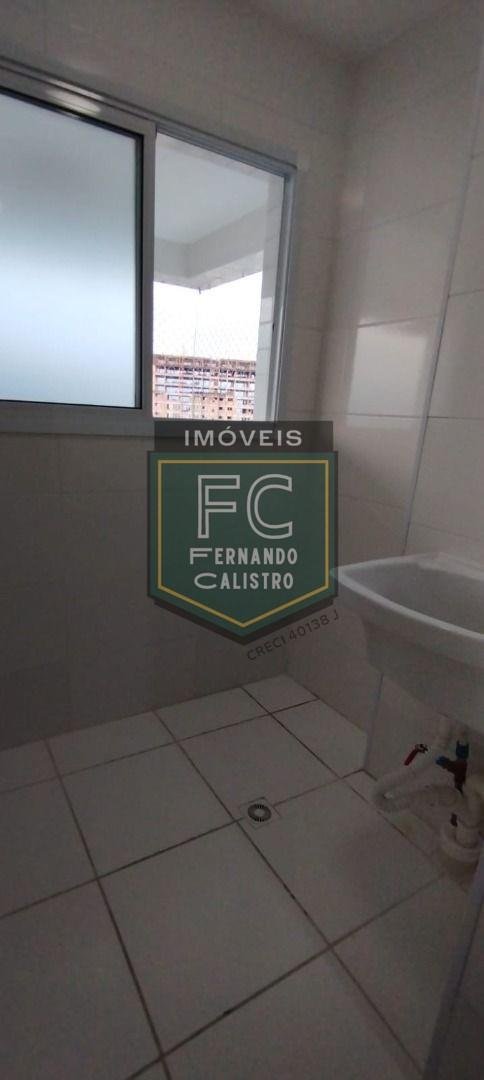 IMÓVEIS
FC
FERNANDO
CALISTRO
CRECI 40138 J